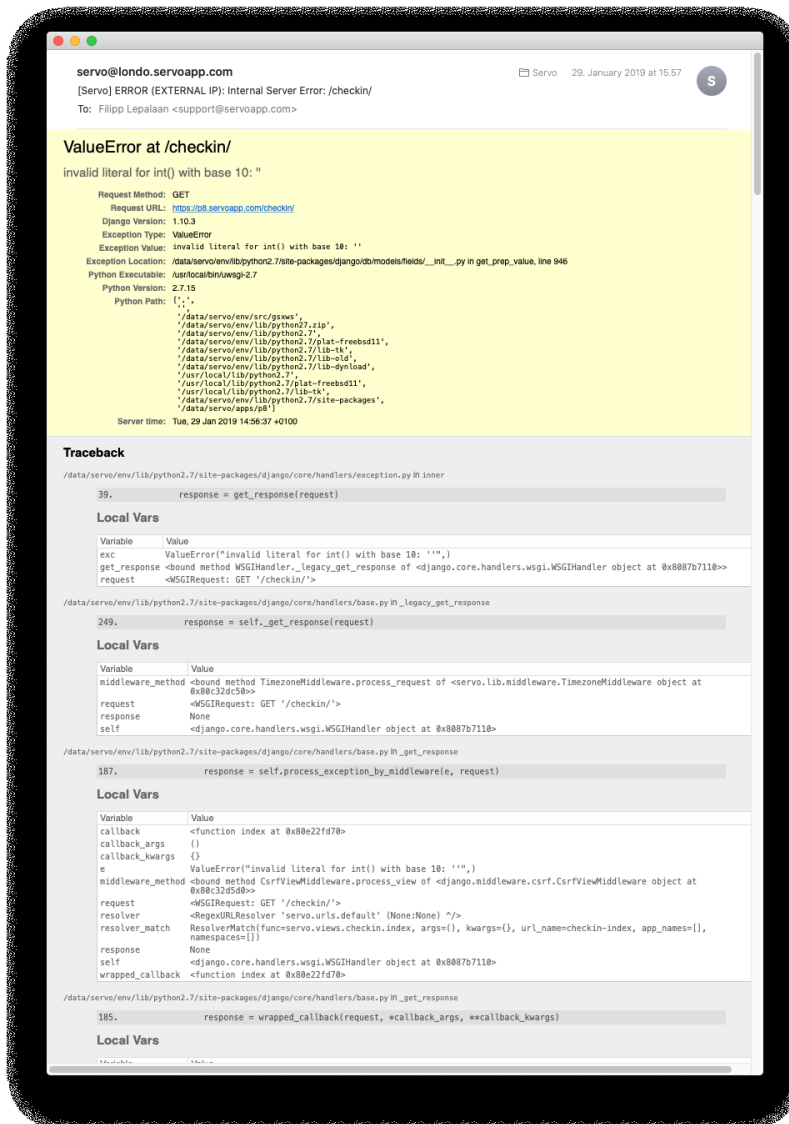 servo@londo.servoapp.com
Servo 29. January 2019 at 15.57
S
[Servo] ERROR (EXTERNAL IP): Internal Server Error: /checkin/
To: Filipp Lepalaan <support@servoapp.com>
ValueError at /checkin/
invalid literal for int() with base 10: ''
Request Method: GET
Request URL: https://p8.servoapp.com/checkin/
Django Version: 1.10.3
Exception Type: ValueError
Exception Value: invalid literal for int() with base 10: ''
Exception Location: /data/servo/env/lib/python2.7/site-packages/django/db/models/fields/__init__.py in get_prep_value, line 946
Python Executable: /usr/local/bin/uwsgi-2.7
Python Version: 2.7.15
Python Path: ['.',
'',
'/data/servo/env/src/gsxws',
'/data/servo/env/lib/python27.zip',
'/data/servo/env/lib/python2.7',
'/data/servo/env/lib/python2.7/plat-freebsd11',
'/data/servo/env/lib/python2.7/lib-tk',
'/data/servo/env/lib/python2.7/lib-old',
'/data/servo/env/lib/python2.7/lib-dynload',
'/usr/local/lib/python2.7',
'/usr/local/lib/python2.7/plat-freebsd11',
'/usr/local/lib/python2.7/lib-tk',
'/data/servo/env/lib/python2.7/site-packages',
'/data/servo/apps/p8']
Server time: Tue, 29 Jan 2019 14:56:37 +0100
Traceback
/data/servo/env/lib/python2.7/site-packages/django/core/handlers/exception.py in inner
39. response = get_response(request)
Local Vars
Variable Value
exc ValueError("invalid literal for int() with base 10: ''",)
get_response <bound method WSGIHandler._legacy_get_response of <django.core.handlers.wsgi.WSGIHandler object at 0x8087b7110>>
request <WSGIRequest: GET '/checkin/'>
/data/servo/env/lib/python2.7/site-packages/django/core/handlers/base.py in _legacy_get_response
249. response = self._get_response(request)
Local Vars
Variable Value
middleware_method <bound method TimezoneMiddleware.process_request of <servo.lib.middleware.TimezoneMiddleware object at
0x80c32dc50>>
request <WSGIRequest: GET '/checkin/'>
response None
self <django.core.handlers.wsgi.WSGIHandler object at 0x8087b7110>
/data/servo/env/lib/python2.7/site-packages/django/core/handlers/base.py in _get_response
187. response = self.process_exception_by_middleware(e, request)
Local Vars
Variable Value
callback <function index at 0x80e22fd70>
callback_args ()
callback_kwargs {}
e ValueError("invalid literal for int() with base 10: ''",)
middleware_method <bound method CsrfViewMiddleware.process_view of <django.middleware.csrf.CsrfViewMiddleware object at
0x80c32d5d0>>
request <WSGIRequest: GET '/checkin/'>
resolver <RegexURLResolver 'servo.urls.default' (None:None) ^/>
resolver_match ResolverMatch(func=servo.views.checkin.index, args=(), kwargs={}, url_name=checkin-index, app_names=[],
namespaces=[])
response None
self <django.core.handlers.wsgi.WSGIHandler object at 0x8087b7110>
wrapped_callback <function index at 0x80e22fd70>
/data/servo/env/lib/python2.7/site-packages/django/core/handlers/base.py in _get_response
185. response = wrapped_callback(request, *callback_args, **callback_kwargs)
Local Vars
Variable Value